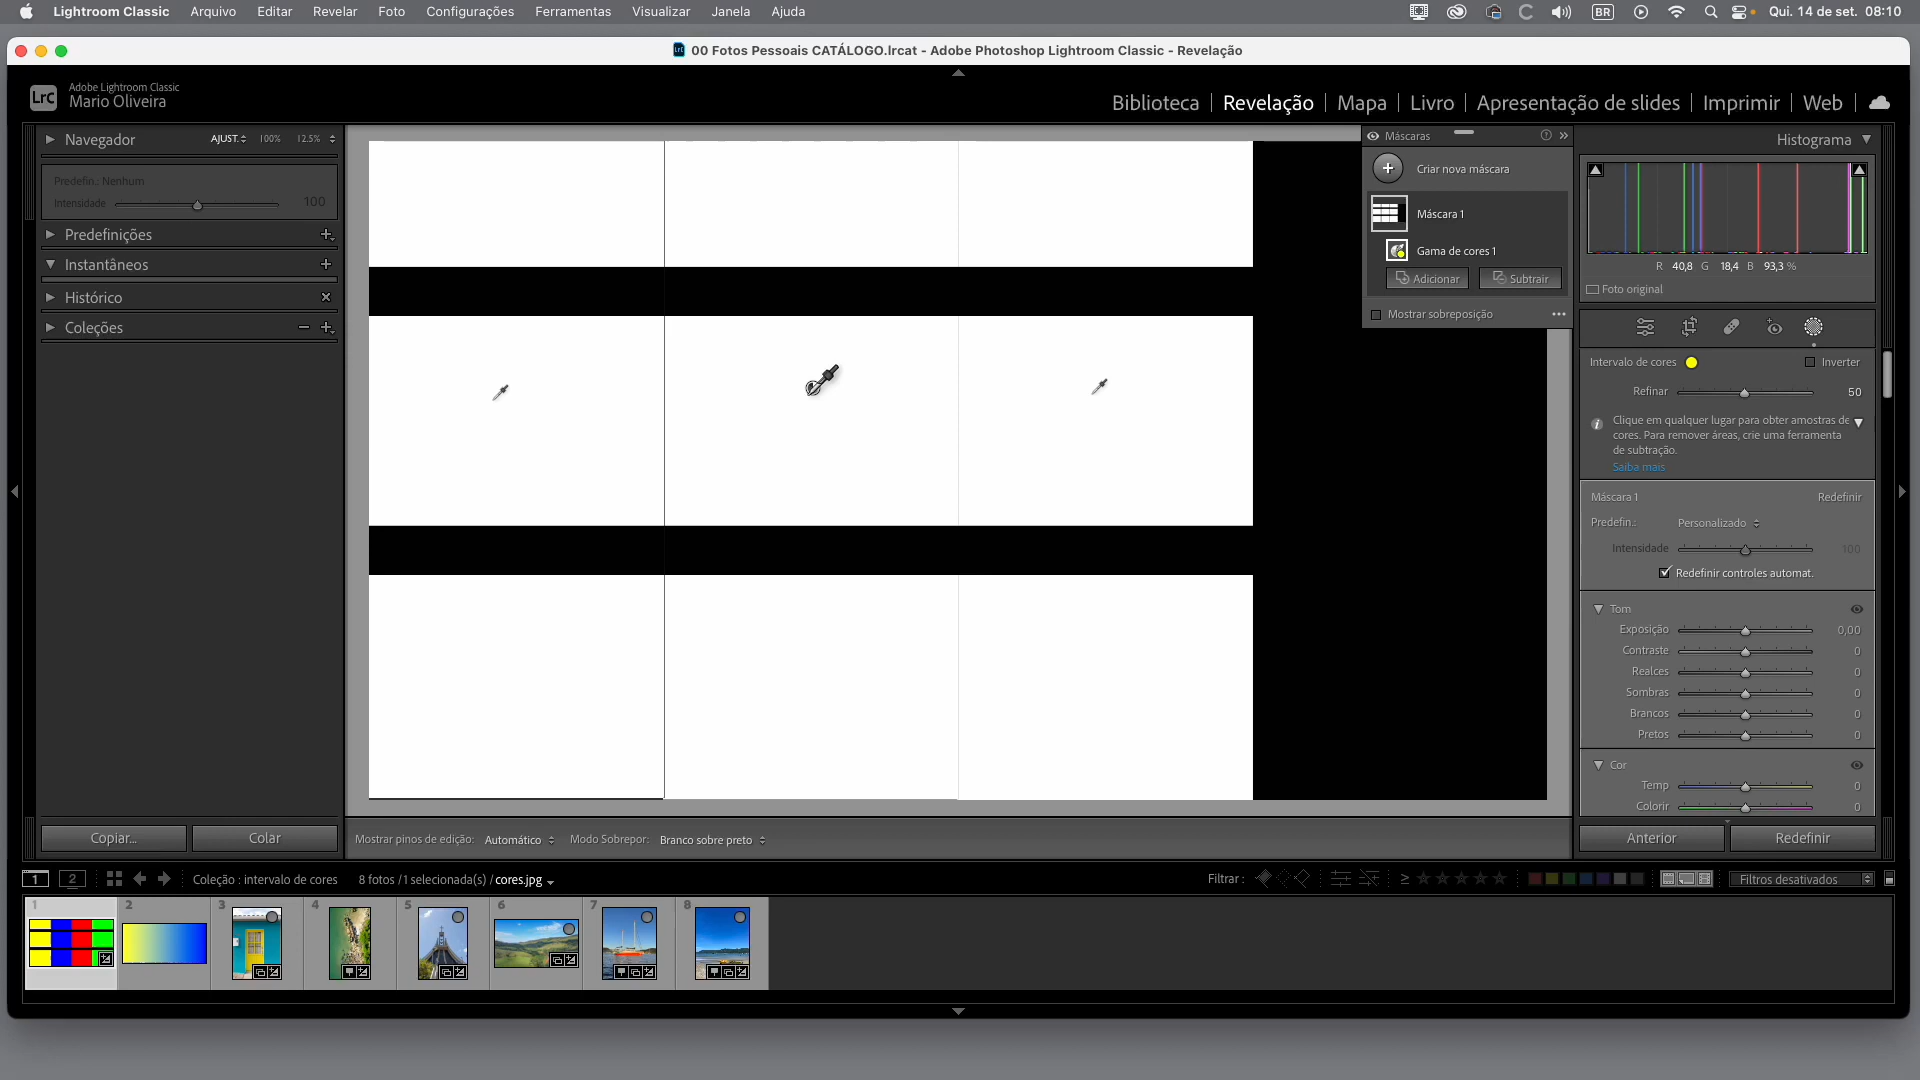 Lightroom Classic Arquivo Editar Revelar Foto Configurações Ferramentas Visualizar Janela Ajuda BR Qui. 14 de set. 08:10
00 Fotos Pessoais CATÁLOGO.lrcat - Adobe Photoshop Lightroom Classic - Revelação
LrC
Adobe Lightroom Classic
Mario Oliveira
Biblioteca | Revelação | Mapa | Livro | Apresentação de slides | Imprimir | Web
Navegador AJUST. 100% 12.5%
Predefin.: Nenhum
Intensidade 100
Predefinições
Instantâneos
Histórico
Coleções
Máscaras
Criar nova máscara
Máscara 1
Gama de cores 1
Adicionar Subtrair
Mostrar sobreposição
Histograma
R 40,8 G 18,4 B 93,3 %
Foto original
Intervalo de cores Inverter
Refinar 50
Clique em qualquer lugar para obter amostras de
cores. Para remover áreas, crie uma ferramenta
de subtração.
Saiba mais
Máscara 1 Redefinir
Predefin.: Personalizado
Intensidade 100
Redefinir controles automat.
Tom
Exposição 0,00
Contraste 0
Realces 0
Sombras 0
Brancos 0
Pretos 0
Cor
Temp 0
Colorir 0
Copiar... Colar
Mostrar pinos de edição: Automático Modo Sobrepor: Branco sobre preto
Anterior Redefinir
1 2 Coleção : intervalo de cores 8 fotos /1 selecionada(s) /cores.jpg Filtrar : ≥ Filtros desativados
1 2 3 4 5 6 7 8